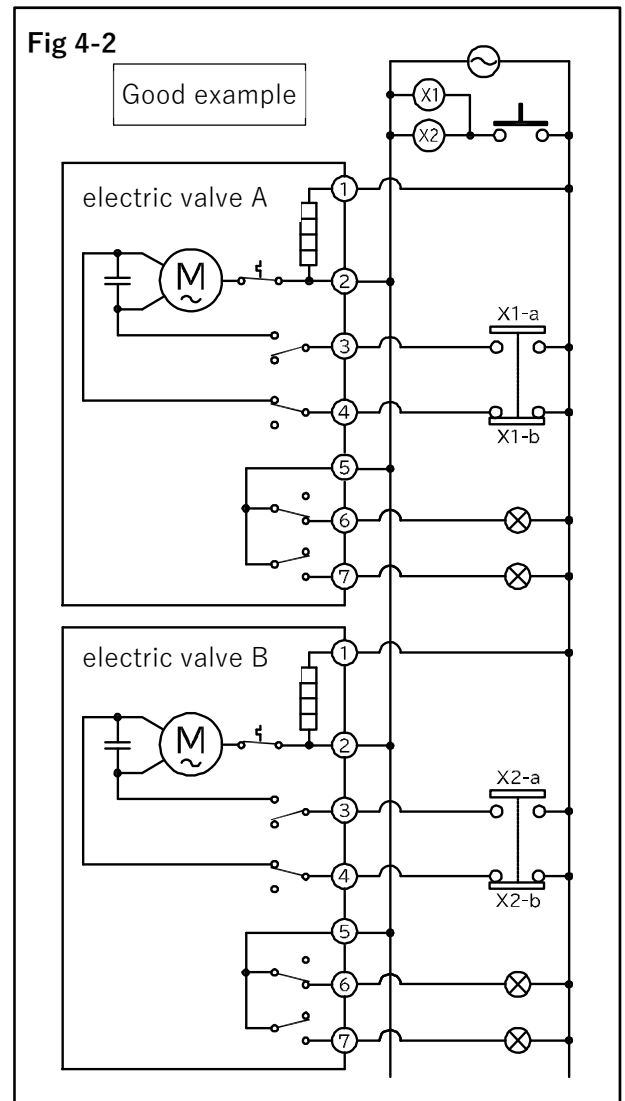 Fig 4-2
Good example
X1
X2
electric valve A
1
M
2
X1-a
3
4
X1-b
5
6
7
electric valve B
1
M
2
X2-a
3
4
X2-b
5
6
7